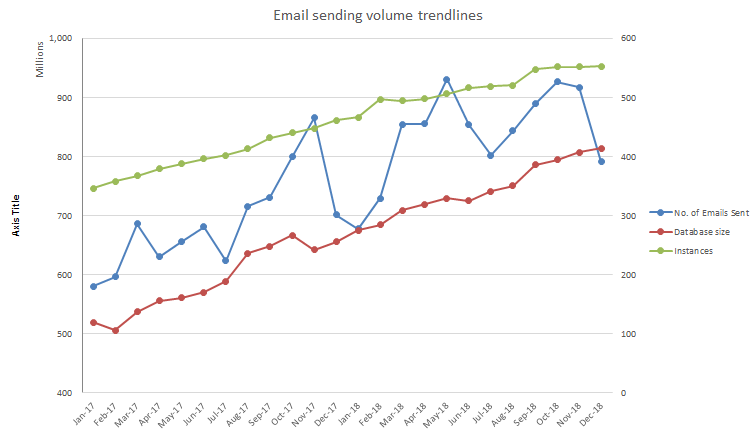 Email sending volume trendlines
Millions
Axis Title
1,000
900
800
700
600
500
400
600
500
400
300
200
100
0
Jan-17
Feb-17
Mar-17
Apr-17
May-17
Jun-17
Jul-17
Aug-17
Sep-17
Oct-17
Nov-17
Dec-17
Jan-18
Feb-18
Mar-18
Apr-18
May-18
Jun-18
Jul-18
Aug-18
Sep-18
Oct-18
Nov-18
Dec-18
No. of Emails Sent
Database size
Instances